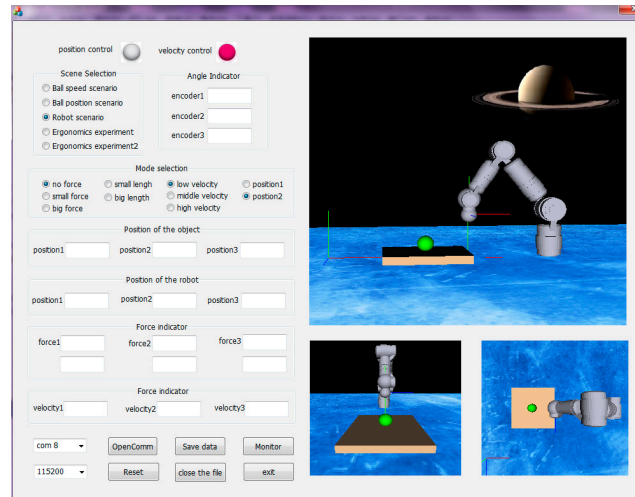 position control velocity control
Scene Selection
Ball speed scenario
Ball position scenario
Robot scenario
Ergonomics experiment
Ergonomics experiment2
Angle Indicator
encoder1
encoder2
encoder3
Mode selection
no force small lengh low velocity position1
small force big length middle velocity postion2
big force high velocity
Position of the object
position1 position2 position3
Position of the robot
position1 position2 position3
Force indicator
force1 force2 force3
Force indicator
velocity1 velocity2 velocity3
com 8 OpenComm Save data Monitor
115200 Reset close the file exit